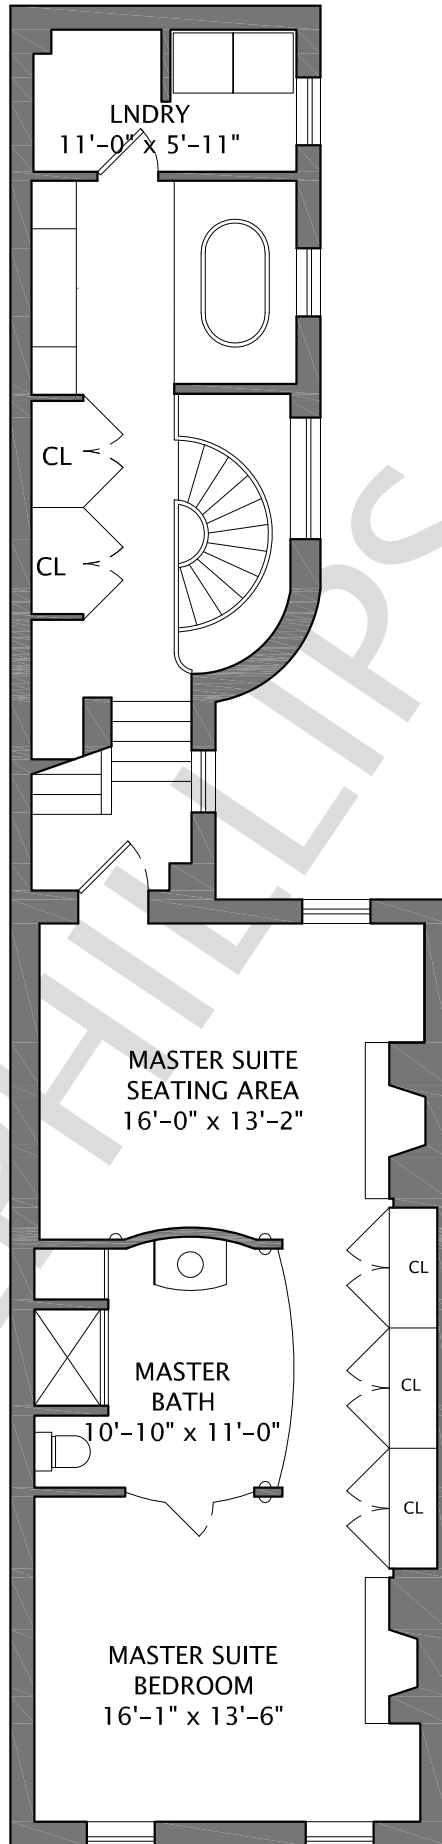 LNDRY
11'-0" x 5'-11"
CL
CL
MASTER SUITE
SEATING AREA
16'-0" x 13'-2"
CL
MASTER
BATH
10'-10" x 11'-0"
CL
CL
MASTER SUITE
BEDROOM
16'-1" x 13'-6"
PHILLIPS